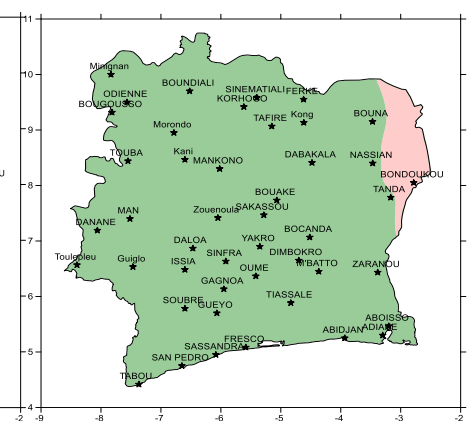 11
Minignan
10
ODIENNE
BOUGOUSSO
BOUNDIALI
SINEMATIALI
FERKE
KORHOGO
BOUNA
TAFIRE
Kong
9
Morondo
TOUBA
Kani
MANKONO
DABAKALA
NASSIAN
BONDOUKOU
8
TANDA
BOUAKE
U
MAN
Zouenoula
SAKASSOU
DANANE
BOCANDA
7
DALOA
YAKRO
Toulepleu
Guiglo
ISSIA
SINFRA
DIMBOKRO
M'BATTO
ZARANOU
OUME
GAGNOA
6
SOUBRE
GUEYO
TIASSALE
ABOISSO
ABIDJAN
5
FRESCO
SASSANDRA
SAN PEDRO
TABOU
4
-2
-9
-8
-7
-6
-5
-4
-3
-2